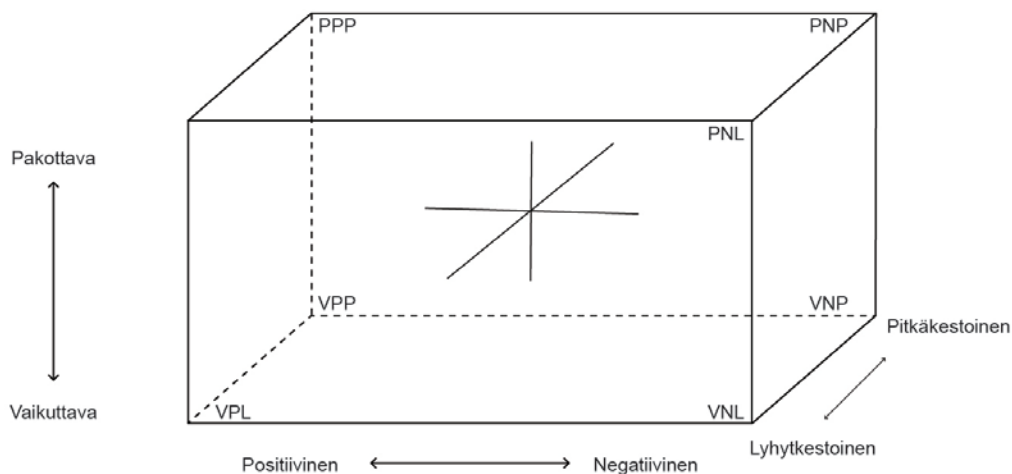 PPP
PNP
PNL
Pakottava
VPP
VNP
Pitkäkestoinen
Vaikuttava
VPL
VNL
Lyhytkestoinen
Positiivinen
Negatiivinen